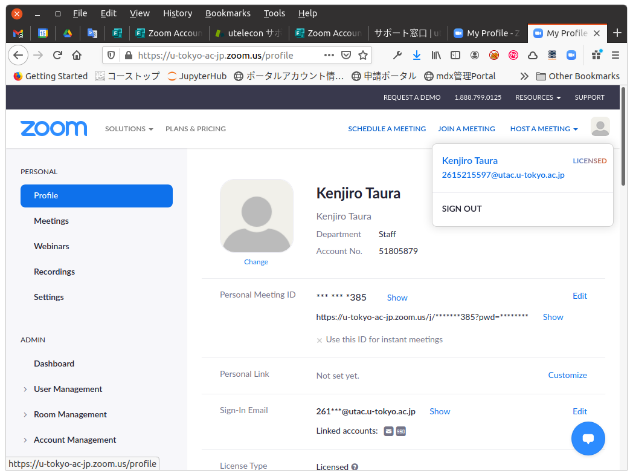 File Edit View History Bookmarks Tools Help
Zoom Accoun utelecon サポ Zoom Accoun サポート窓口 | ut My Profile - Z My Profile
https://u-tokyo-ac-jp.zoom.us/profile
Getting Started コーストップ JupyterHub ポータルアカウント情... 申請ポータル mdx管理Portal Other Bookmarks
REQUEST A DEMO 1.888.799.0125 RESOURCES SUPPORT
zoom SOLUTIONS PLANS & PRICING SCHEDULE A MEETING JOIN A MEETING HOST A MEETING
Kenjiro Taura LICENSED
2615215597@utac.u-tokyo.ac.jp
SIGN OUT
PERSONAL
Profile
Meetings
Webinars
Recordings
Settings
ADMIN
Dashboard
User Management
Room Management
Account Management
Change
Kenjiro Taura
Kenjiro Taura
Department Staff
Account No. 51805879
Personal Meeting ID *** *** *385 Show Edit
https://u-tokyo-ac-jp.zoom.us/j/*******385?pwd=******** Show
× Use this ID for instant meetings
Personal Link Not set yet. Customize
Sign-In Email 261***@utac.u-tokyo.ac.jp Show Edit
Linked accounts:
License Type Licensed
https://u-tokyo-ac-jp.zoom.us/profile